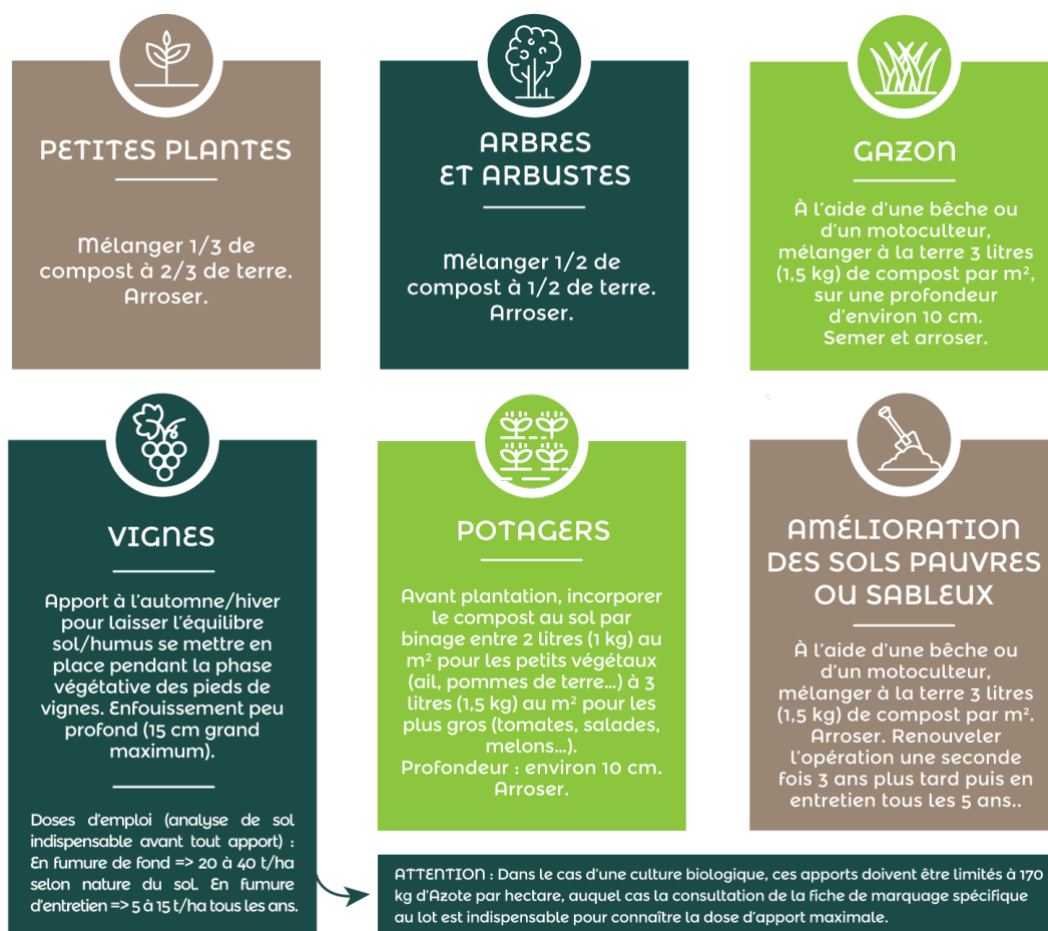 PETITES PLANTES
Mélanger 1/3 de
compost à 2/3 de terre.
Arroser.
ARBRES
ET ARBUSTES
Mélanger 1/2 de
compost à 1/2 de terre.
Arroser.
GAZON
À l'aide d'une bêche ou
d'un motoculteur,
mélanger à la terre 3 litres
(1,5 kg) de compost par m²,
sur une profondeur
d'environ 10 cm.
Semer et arroser.
VIGNES
Apport à l'automne/hiver
pour laisser l'équilibre
sol/humus se mettre en
place pendant la phase
végétative des pieds de
vignes. Enfouissement peu
profond (15 cm grand
maximum).
Doses d'emploi (analyse de sol
indispensable avant tout apport) :
En fumure de fond => 20 à 40 t/ha
selon nature du sol. En fumure
d'entretien => 5 à 15 t/ha tous les ans.
POTAGERS
Avant plantation, incorporer
le compost au sol par
binage entre 2 litres (1 kg) au
m² pour les petits végétaux
(ail, pommes de terre...) à 3
litres (1,5 kg) au m² pour les
plus gros (tomates, salades,
melons...).
Profondeur : environ 10 cm.
Arroser.
AMÉLIORATION
DES SOLS PAUVRES
OU SABLEUX
À l'aide d'une bêche ou
d'un motoculteur,
mélanger à la terre 3 litres
(1,5 kg) de compost par m².
Arroser. Renouveler
l'opération une seconde
fois 3 ans plus tard puis en
entretien tous les 5 ans..
ATTENTION : Dans le cas d'une culture biologique, ces apports doivent être limités à 170
kg d'Azote par hectare, auquel cas la consultation de la fiche de marquage spécifique
au lot est indispensable pour connaître la dose d'apport maximale.